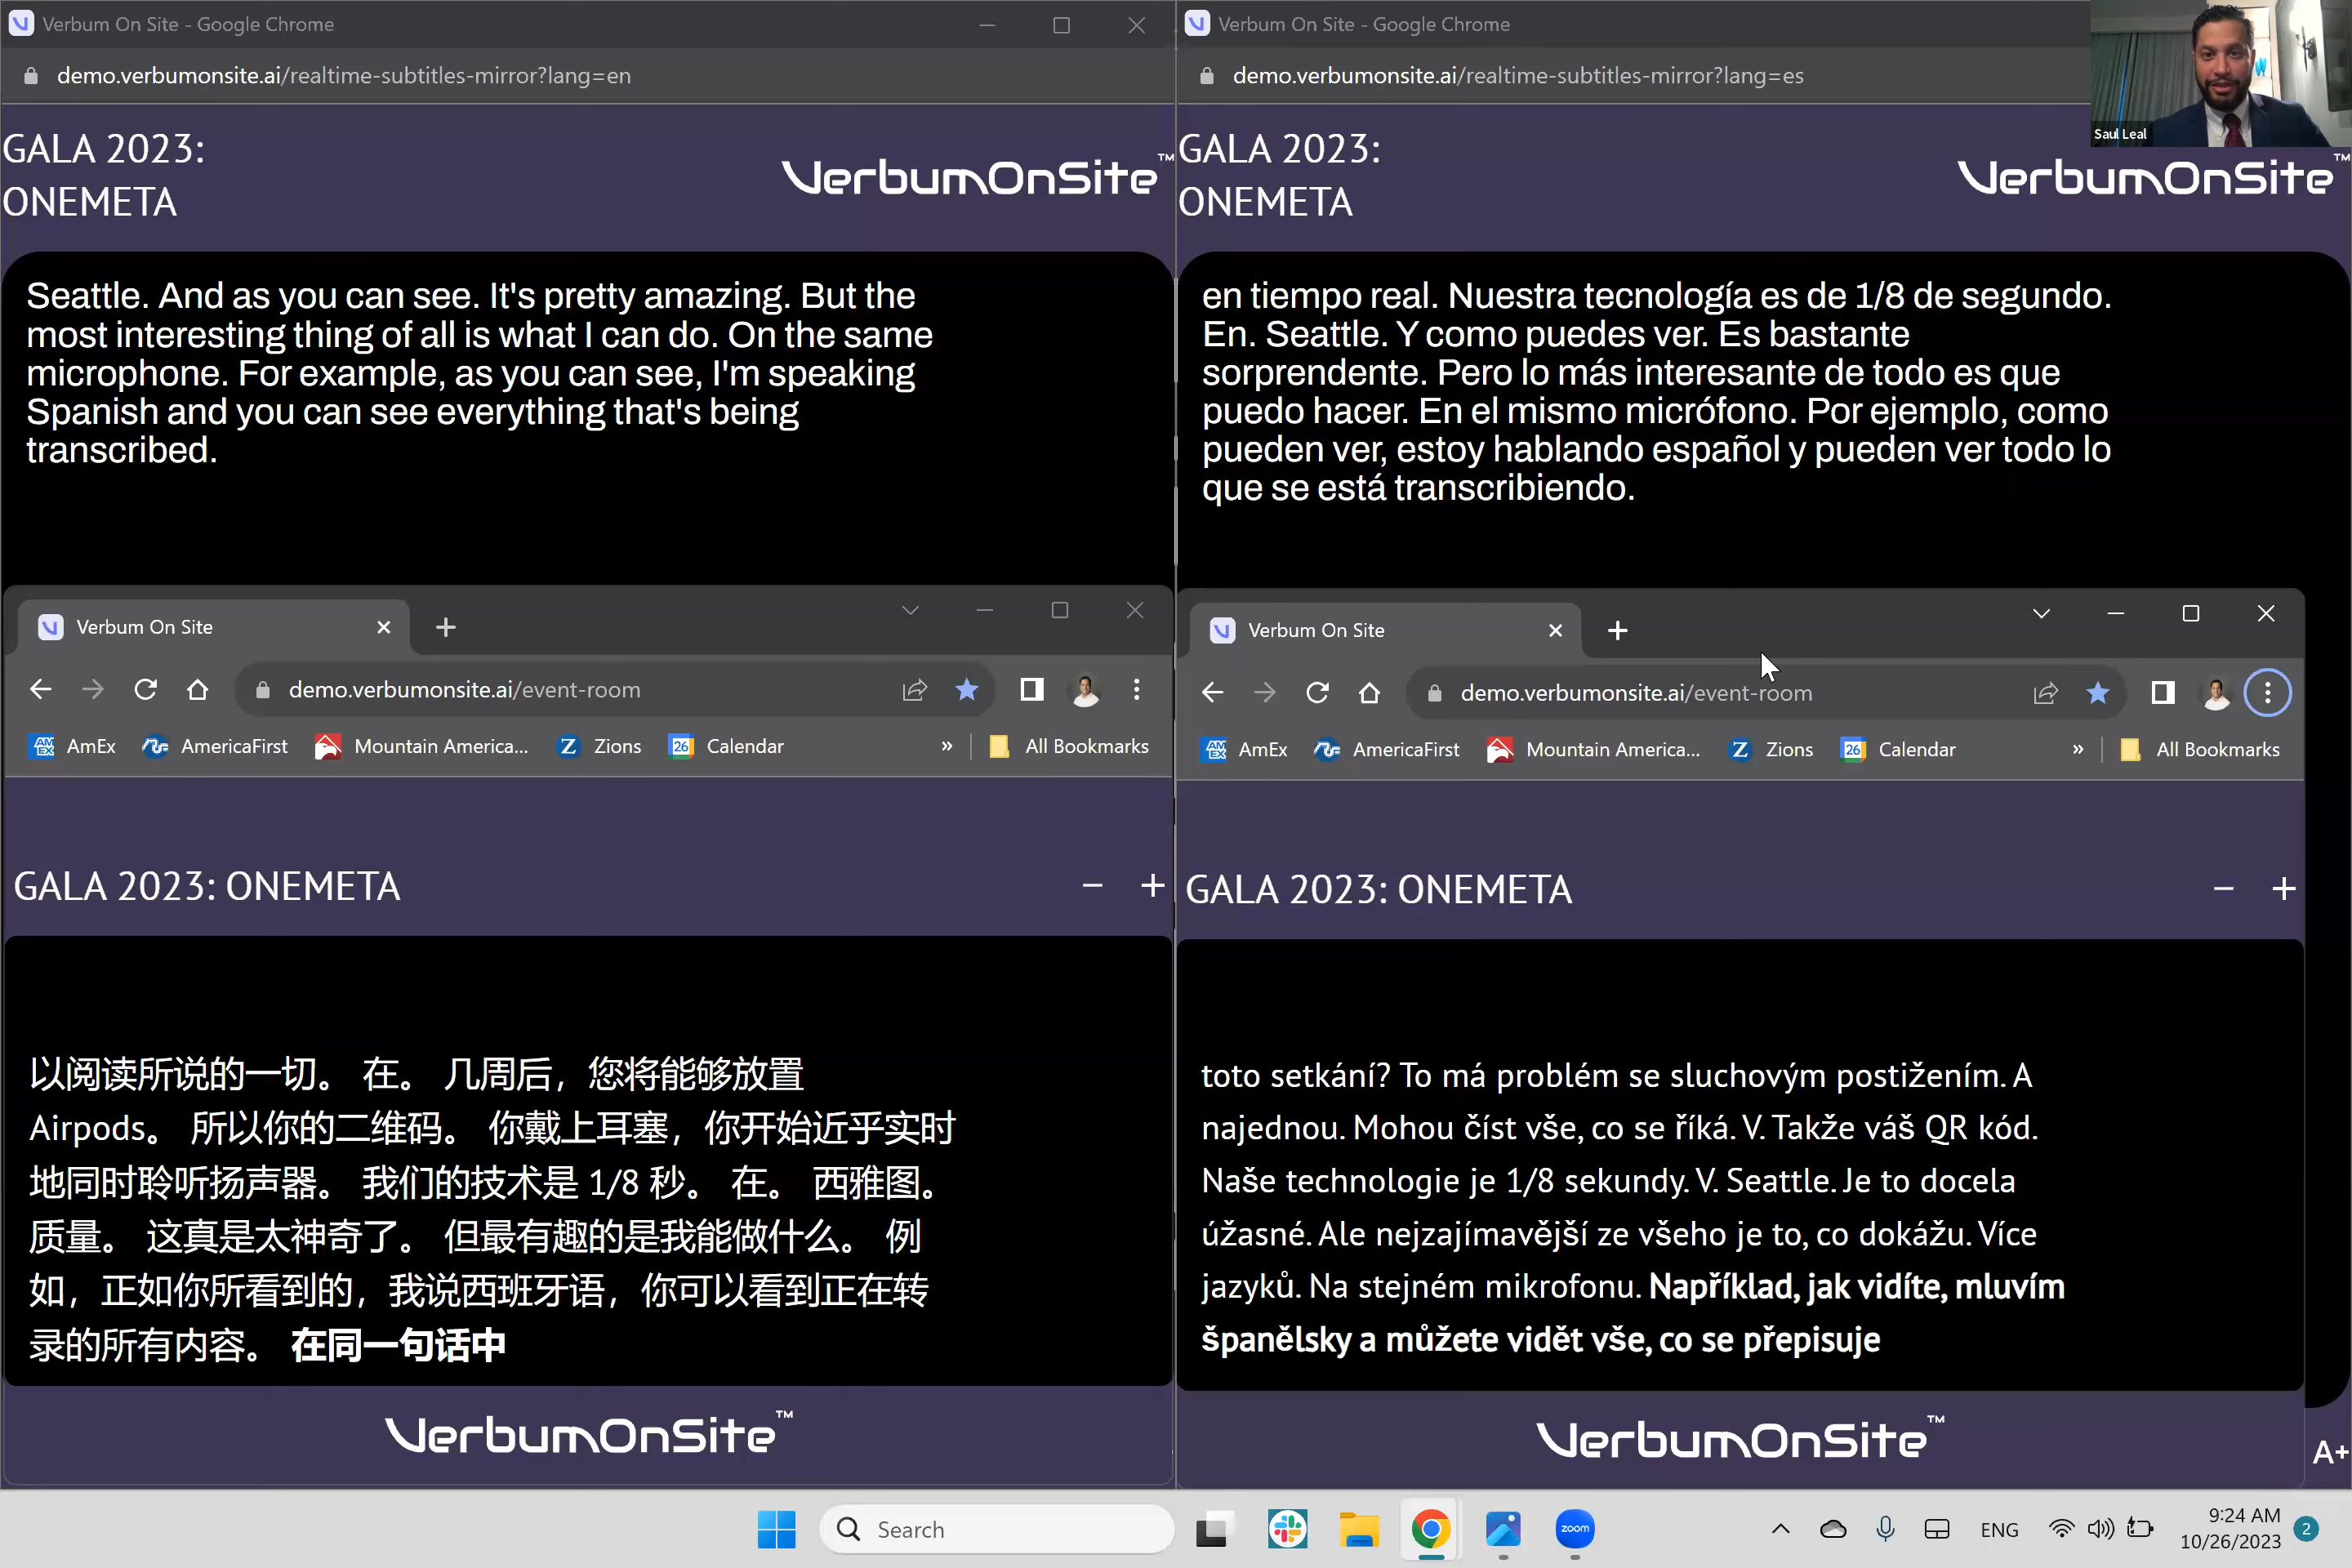 Verbum On Site - Google Chrome
demo.verbumonsite.ai/realtime-subtitles-mirror?lang=en
GALA 2023:
ONEMETA
VerbumOnSite™
Seattle. And as you can see. It's pretty amazing. But the
most interesting thing of all is what I can do. On the same
microphone. For example, as you can see, I'm speaking
Spanish and you can see everything that's being
transcribed.
Verbum On Site - Google Chrome
demo.verbumonsite.ai/realtime-subtitles-mirror?lang=es
Saul Leal
GALA 2023:
ONEMETA
VerbumOnSite™
en tiempo real. Nuestra tecnología es de 1/8 de segundo.
En. Seattle. Y como puedes ver. Es bastante
sorprendente. Pero lo más interesante de todo es que
puedo hacer. En el mismo micrófono. Por ejemplo, como
pueden ver, estoy hablando español y pueden ver todo lo
que se está transcribiendo.
Verbum On Site
demo.verbumonsite.ai/event-room
AMEX AmEx AmericaFirst Mountain America... Z Zions 26 Calendar » All Bookmarks
GALA 2023: ONEMETA − +
以阅读所说的一切。 在。 几周后，您将能够放置
Airpods。 所以你的二维码。 你戴上耳塞，你开始近乎实时
地同时聆听扬声器。 我们的技术是 1/8 秒。 在。 西雅图。
质量。 这真是太神奇了。 但最有趣的是我能做什么。 例
如，正如你所看到的，我说西班牙语，你可以看到正在转
录的所有内容。 在同一句话中
VerbumOnSite™
Verbum On Site
demo.verbumonsite.ai/event-room
AMEX AmEx AmericaFirst Mountain America... Z Zions 26 Calendar » All Bookmarks
GALA 2023: ONEMETA − +
toto setkání? To má problém se sluchovým postižením. A
najednou. Mohou číst vše, co se říká. V. Takže váš QR kód.
Naše technologie je 1/8 sekundy. V. Seattle. Je to docela
úžasné. Ale nejzajímavější ze všeho je to, co dokážu. Více
jazyků. Na stejném mikrofonu. Například, jak vidíte, mluvím
španělsky a můžete vidět vše, co se přepisuje
VerbumOnSite™
A+
Search
zoom
ENG
9:24 AM
10/26/2023
2